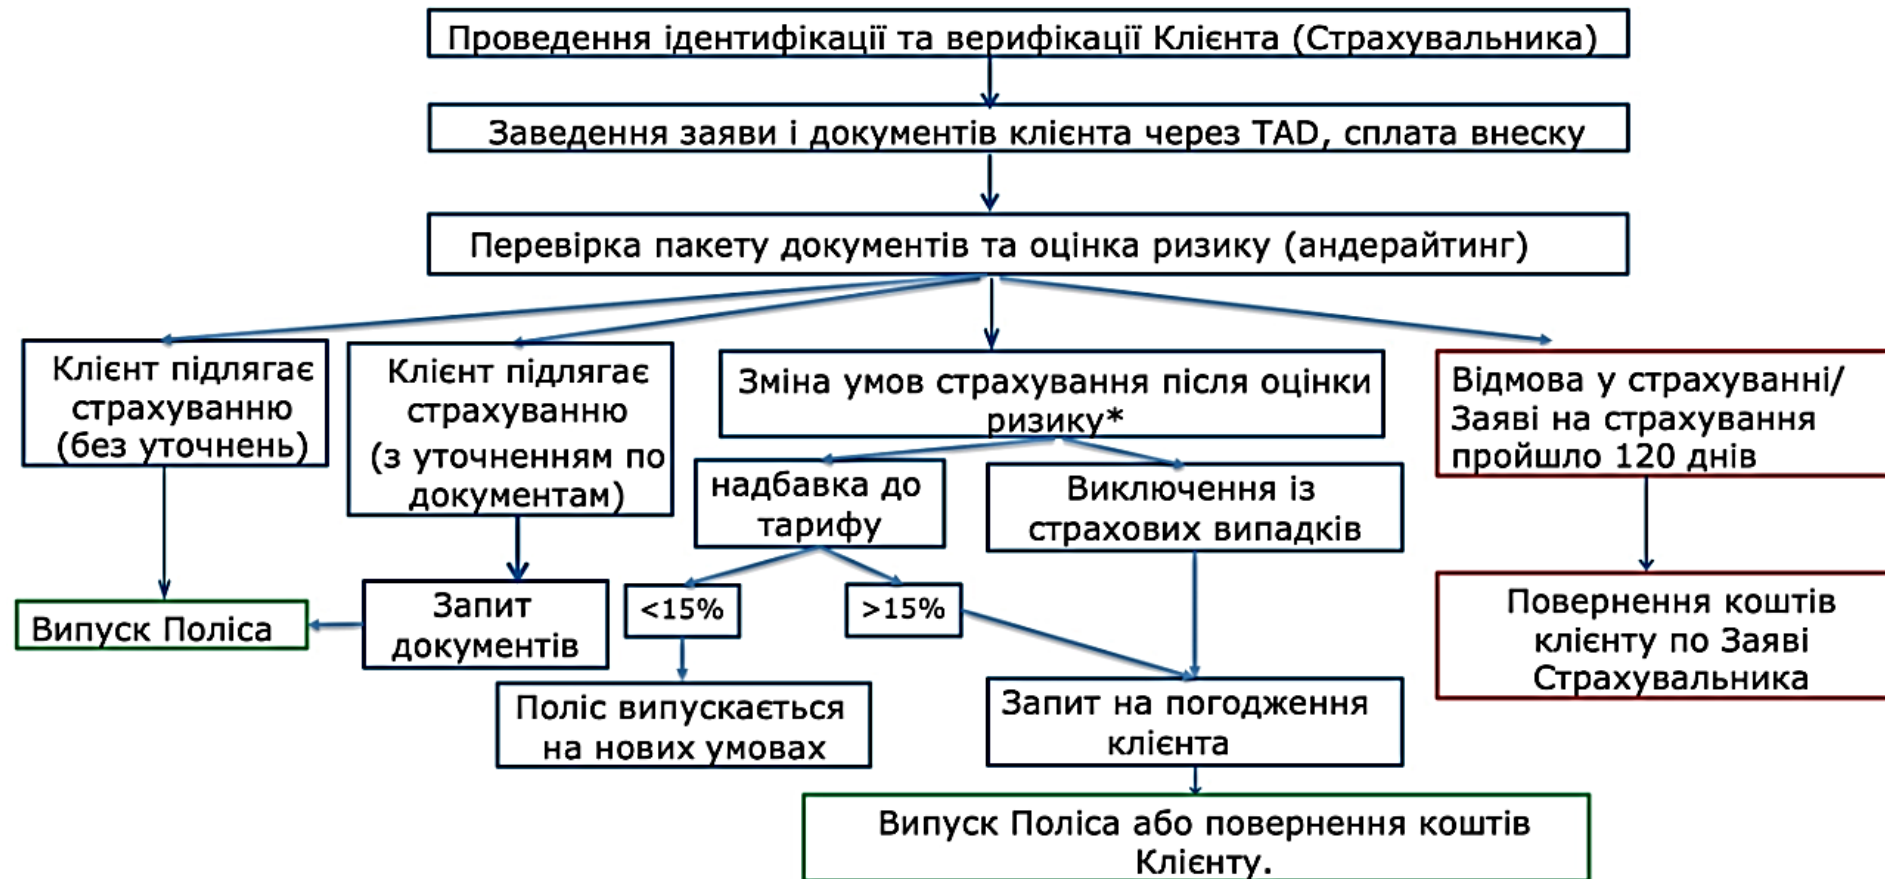 Проведення ідентифікації та верифікації Клієнта (Страхувальника)
Заведення заяви і документів клієнта через TAD, сплата внеску
Перевірка пакету документів та оцінка ризику (андерайтинг)
Клієнт підлягає
страхуванню
(без уточнень)
Клієнт підлягає
страхуванню
(з уточненням по
документам)
Зміна умов страхування після оцінки
ризику*
Відмова у страхуванні/
Заяві на страхування
пройшло 120 днів
надбавка до
тарифу
Виключення із
страхових випадків
Випуск Поліса
Запит
документів
<15%
>15%
Повернення коштів
клієнту по Заяві
Страхувальника
Поліс випускається
на нових умовах
Запит на погодження
клієнта
Випуск Поліса або повернення коштів
Клієнту.